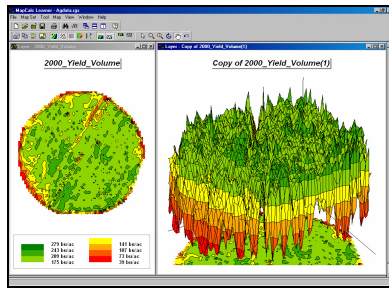 MapCalc Learner - Agdata.rgs
File Map Set Tool Map View Window Help
Layer - 2000_Yield_Volume
Layer - Copy of 2000_Yield_Volume(1)
2000_Yield_Volume
Copy of 2000_Yield_Volume(1)
279 bu/ac
243 bu/ac
209 bu/ac
175 bu/ac
141 bu/ac
107 bu/ac
73 bu/ac
39 bu/ac